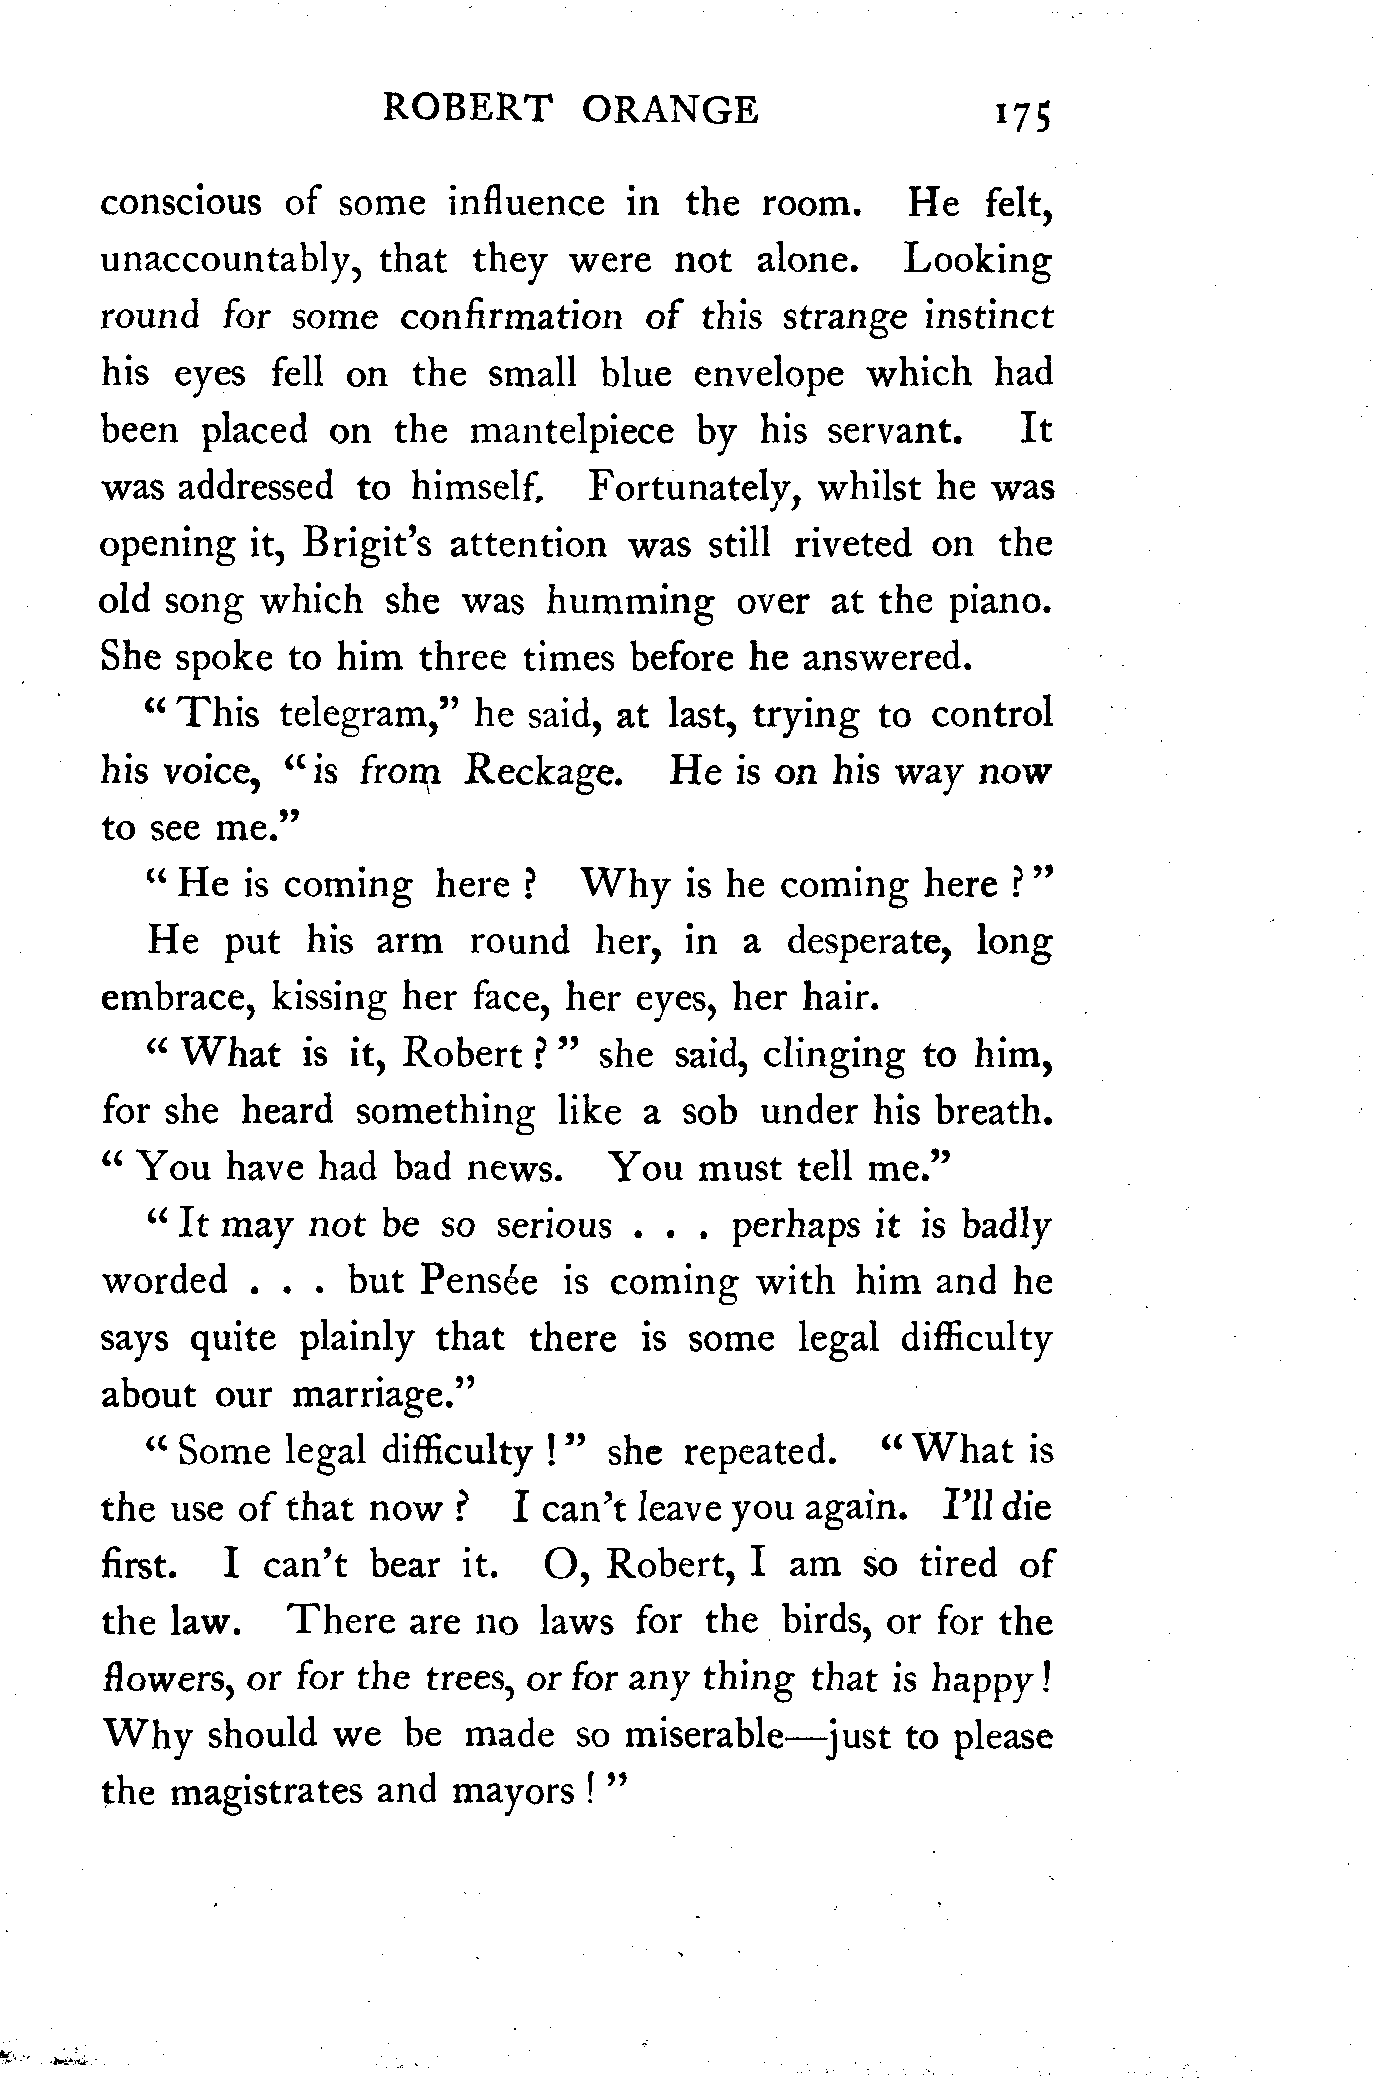 ROBERT ORANGE 175
conscious of some influence in the room. He felt,
unaccountably, that they were not alone. Looking
round for some confirmation of this strange instinct
his eyes fell on the small blue envelope which had
been placed on the mantelpiece by his servant. It
was addressed to himself. Fortunately, whilst he was
opening it, Brigit's attention was still riveted on the
old song which she was humming over at the piano.
She spoke to him three times before he answered.
“This telegram,” he said, at last, trying to control
his voice, “is from Reckage. He is on his way now
to see me.”
“He is coming here? Why is he coming here?”
He put his arm round her, in a desperate, long
embrace, kissing her face, her eyes, her hair.
“What is it, Robert?” she said, clinging to him,
for she heard something like a sob under his breath.
“You have had bad news. You must tell me.”
“It may not be so serious . . . perhaps it is badly
worded . . . but Pensée is coming with him and he
says quite plainly that there is some legal difficulty
about our marriage.”
“Some legal difficulty!” she repeated. “What is
the use of that now? I can't leave you again. I'll die
first. I can't bear it. O, Robert, I am so tired of
the law. There are no laws for the birds, or for the
flowers, or for the trees, or for any thing that is happy!
Why should we be made so miserable—just to please
the magistrates and mayors!”